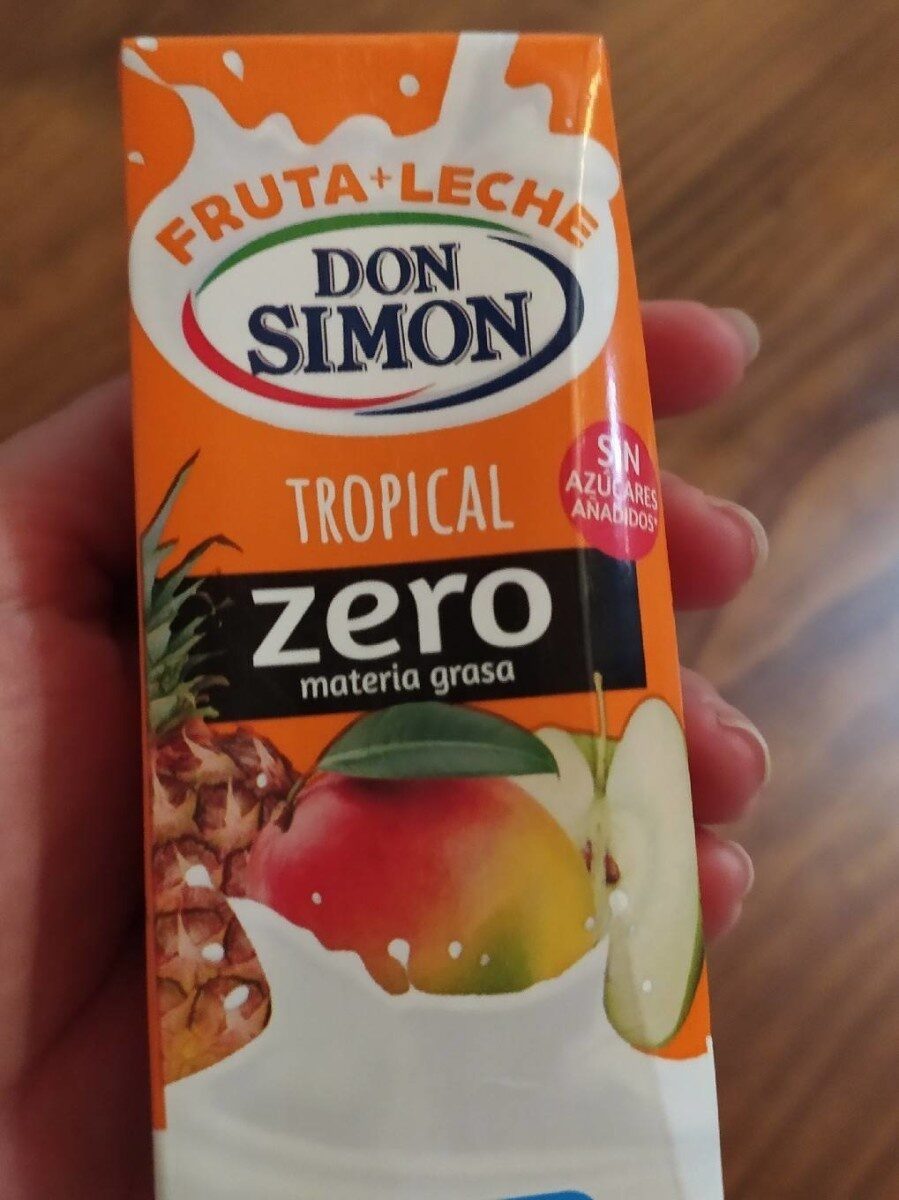 FRUTA+LECHE
DON
SIMON
TROPICAL
SIN
AZÚCARES
AÑADIDOS*
zero
materia grasa